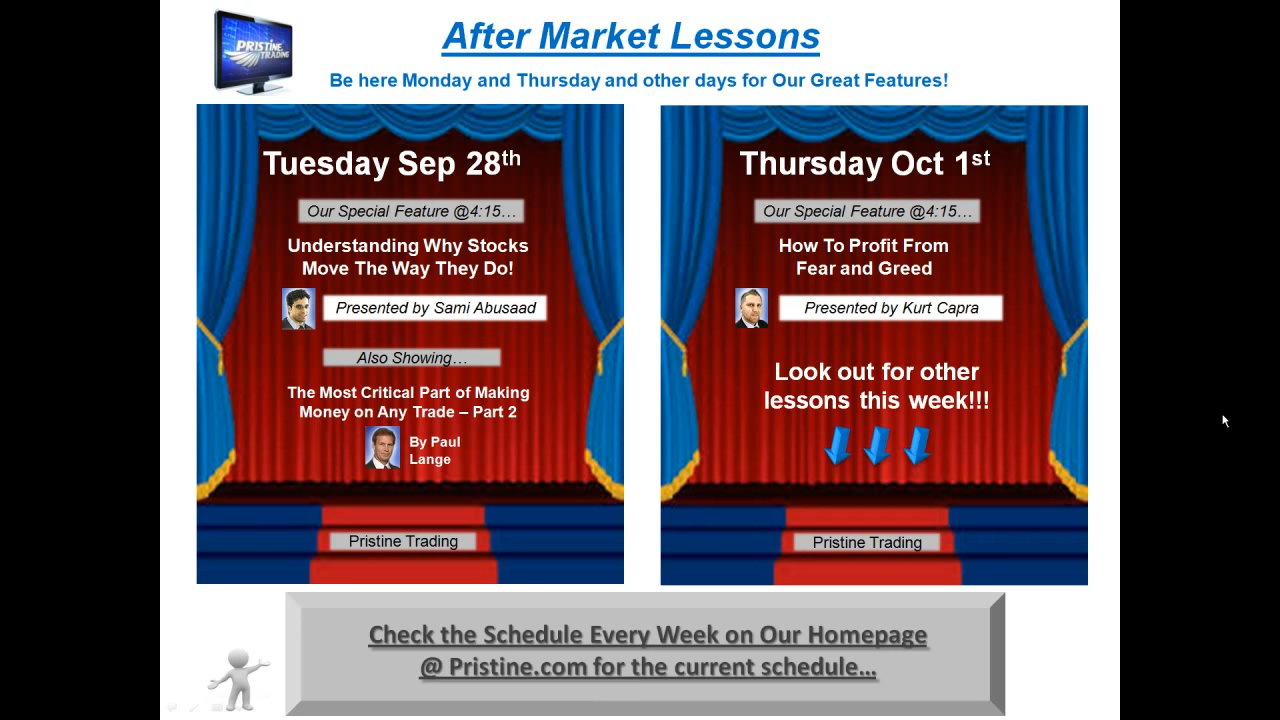 PRISTINE
TRADING
After Market Lessons
Be here Monday and Thursday and other days for Our Great Features!
Tuesday Sep 28th
Our Special Feature @4:15…
Understanding Why Stocks
Move The Way They Do!
Presented by Sami Abusaad
Also Showing…
The Most Critical Part of Making
Money on Any Trade – Part 2
By Paul
Lange
Pristine Trading
Thursday Oct 1st
Our Special Feature @4:15…
How To Profit From
Fear and Greed
Presented by Kurt Capra
Look out for other
lessons this week!!!
Pristine Trading
Check the Schedule Every Week on Our Homepage
@ Pristine.com for the current schedule…